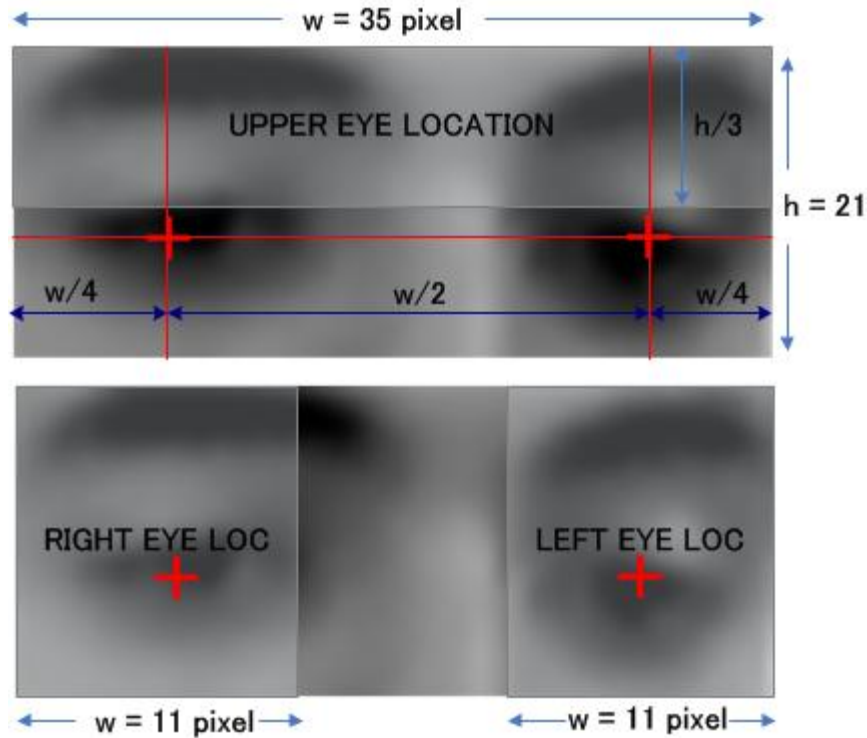 w = 35 pixel
UPPER EYE LOCATION
h/3
h = 21
w/4
w/2
w/4
RIGHT EYE LOC
LEFT EYE LOC
w = 11 pixel
w = 11 pixel